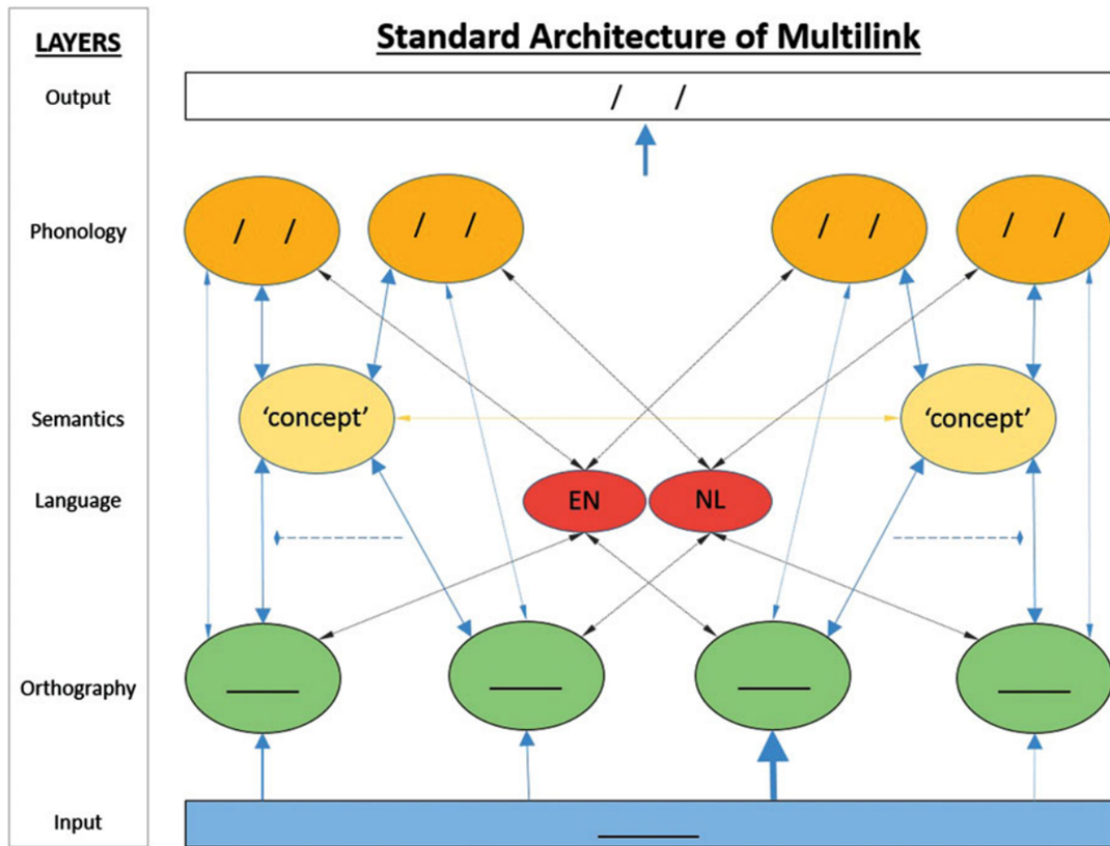 LAYERS
Standard Architecture of Multilink
Output
/ /
Phonology
/ /
/ /
/ /
/ /
Semantics
‘concept’
‘concept’
Language
EN
NL
Orthography
Input